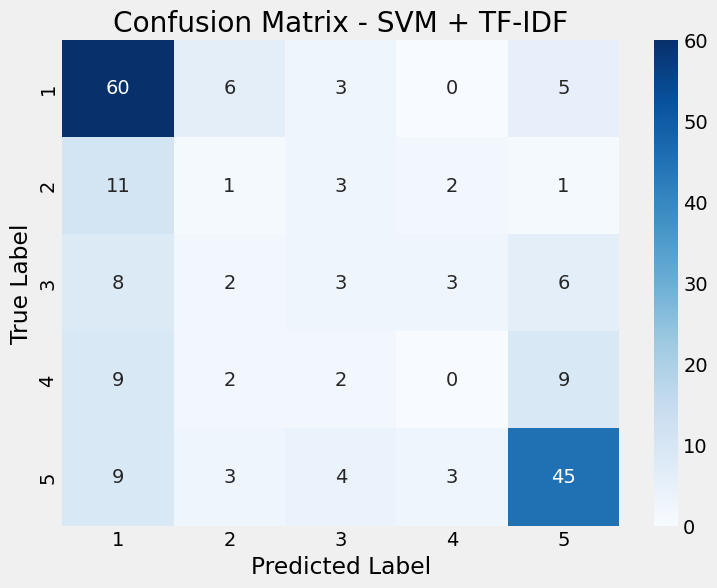 Confusion Matrix - SVM + TF-IDF
60
1 60 6 3 0 5
50
2 11 1 3 2 1
40
30
3 8 2 3 3 6
20
4 9 2 2 0 9
10
5 9 3 4 3 45
0
1 2 3 4 5
True Label
Predicted Label